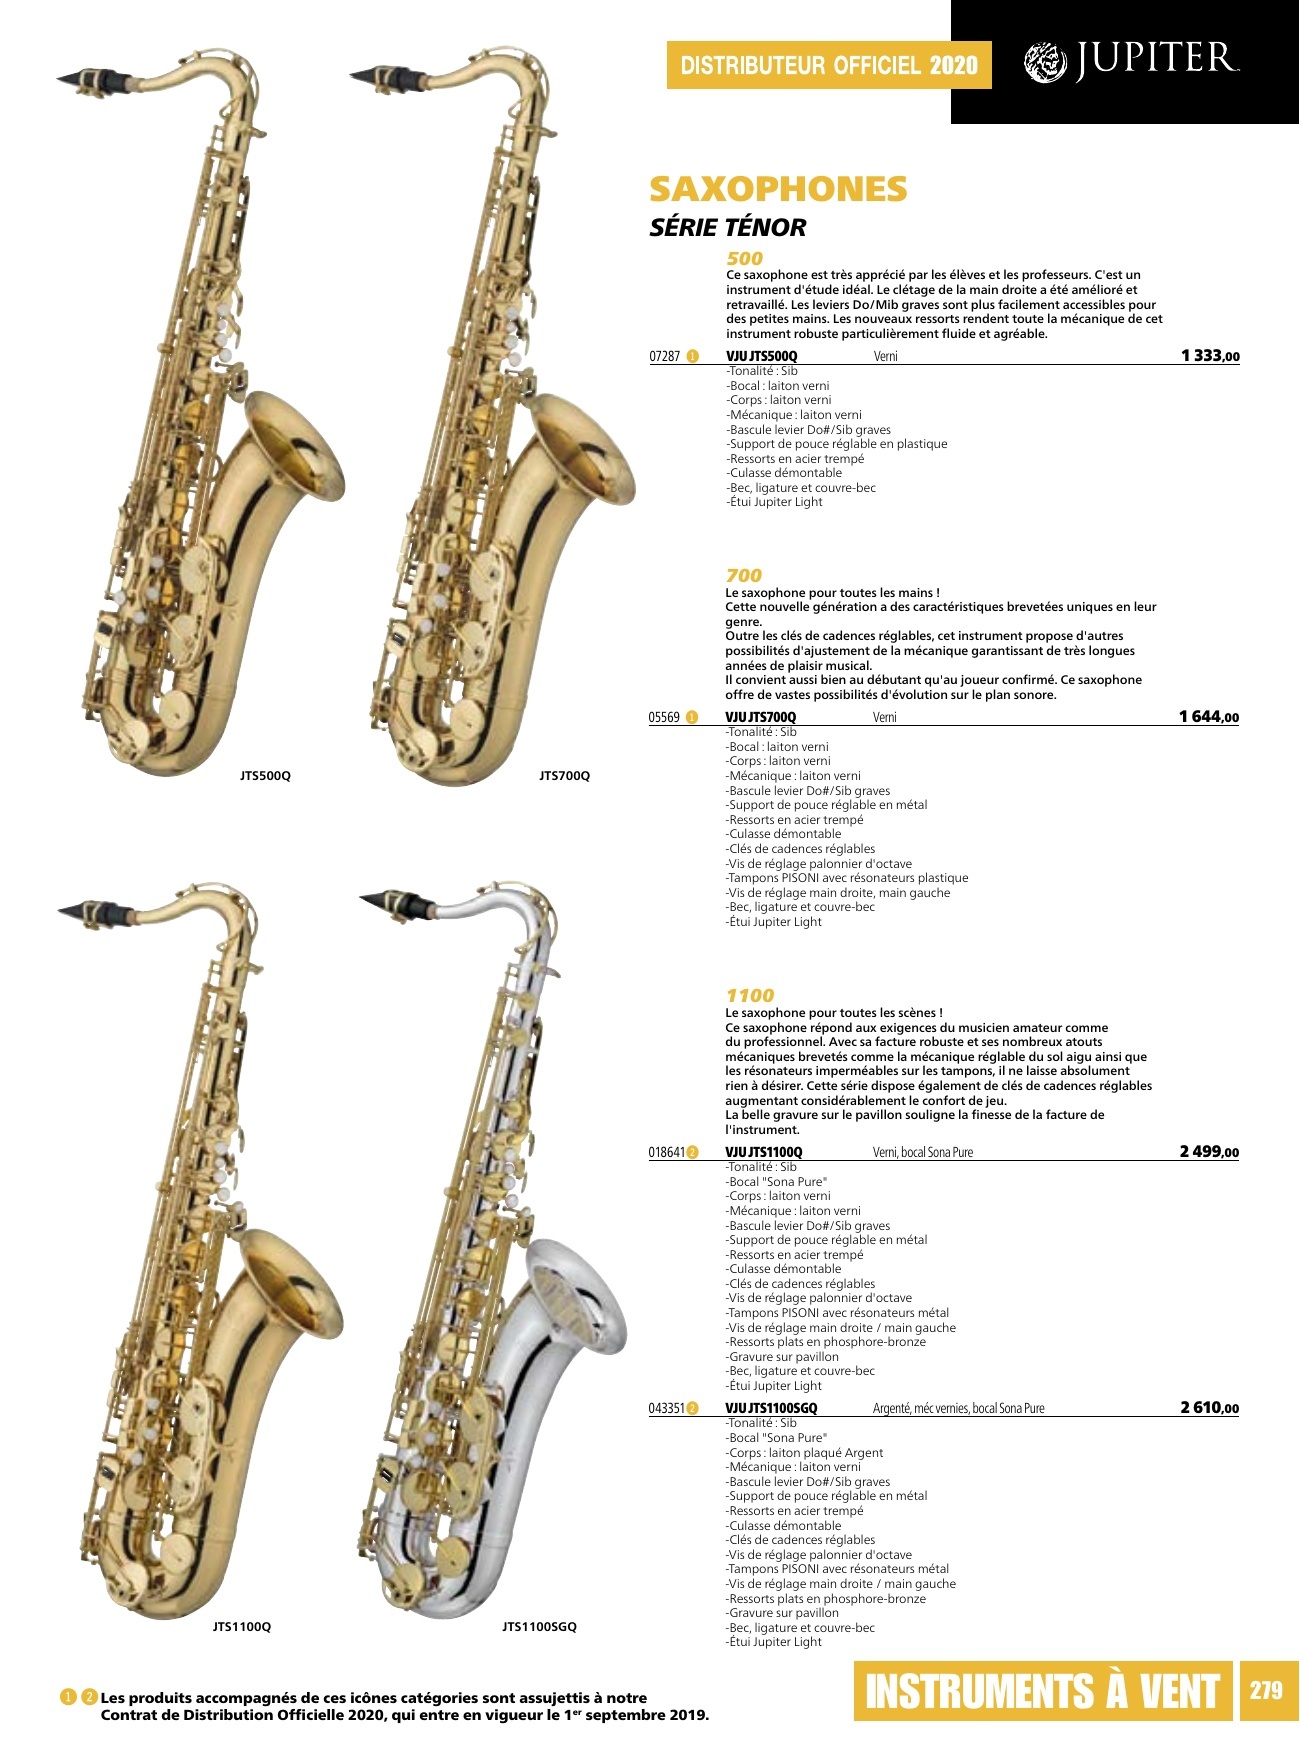 DISTRIBUTEUR OFFICIEL 2020
JUPITER
SAXOPHONES
SÉRIE TÉNOR
500
Ce saxophone est très apprécié par les élèves et les professeurs. C'est un
instrument d'étude idéal. Le clétage de la main droite a été amélioré et
retravaillé. Les leviers Do/Mib graves sont plus facilement accessibles pour
des petites mains. Les nouveaux ressorts rendent toute la mécanique de cet
instrument robuste particulièrement fluide et agréable.
07287 1 VJU JTS500Q Verni 1 333,00
-Tonalité : Sib
-Bocal : laiton verni
-Corps : laiton verni
-Mécanique : laiton verni
-Bascule levier Do#/Sib graves
-Support de pouce réglable en plastique
-Ressorts en acier trempé
-Culasse démontable
-Bec, ligature et couvre-bec
-Étui Jupiter Light
700
Le saxophone pour toutes les mains !
Cette nouvelle génération a des caractéristiques brevetées uniques en leur
genre.
Outre les clés de cadences réglables, cet instrument propose d'autres
possibilités d'ajustement de la mécanique garantissant de très longues
années de plaisir musical.
Il convient aussi bien au débutant qu'au joueur confirmé. Ce saxophone
offre de vastes possibilités d'évolution sur le plan sonore.
05569 1 VJU JTS700Q Verni 1 644,00
-Tonalité : Sib
-Bocal : laiton verni
-Corps : laiton verni
-Mécanique : laiton verni
-Bascule levier Do#/Sib graves
-Support de pouce réglable en métal
-Ressorts en acier trempé
-Culasse démontable
-Clés de cadences réglables
-Vis de réglage palonnier d'octave
-Tampons PISONI avec résonateurs plastique
-Vis de réglage main droite, main gauche
-Bec, ligature et couvre-bec
-Étui Jupiter Light
JTS500Q
JTS700Q
1100
Le saxophone pour toutes les scènes !
Ce saxophone répond aux exigences du musicien amateur comme
du professionnel. Avec sa facture robuste et ses nombreux atouts
mécaniques brevetés comme la mécanique réglable du sol aigu ainsi que
les résonateurs imperméables sur les tampons, il ne laisse absolument
rien à désirer. Cette série dispose également de clés de cadences réglables
augmentant considérablement le confort de jeu.
La belle gravure sur le pavillon souligne la finesse de la facture de
l'instrument.
018641 2 VJU JTS1100Q Verni, bocal Sona Pure 2 499,00
-Tonalité : Sib
-Bocal "Sona Pure"
-Corps : laiton verni
-Mécanique : laiton verni
-Bascule levier Do#/Sib graves
-Support de pouce réglable en métal
-Ressorts en acier trempé
-Culasse démontable
-Clés de cadences réglables
-Vis de réglage palonnier d'octave
-Tampons PISONI avec résonateurs métal
-Vis de réglage main droite / main gauche
-Ressorts plats en phosphore-bronze
-Gravure sur pavillon
-Bec, ligature et couvre-bec
-Étui Jupiter Light
043351 2 VJU JTS1100SGQ Argenté, méc vernies, bocal Sona Pure 2 610,00
-Tonalité : Sib
-Bocal "Sona Pure"
-Corps : laiton plaqué Argent
-Mécanique : laiton verni
-Bascule levier Do#/Sib graves
-Support de pouce réglable en métal
-Ressorts en acier trempé
-Culasse démontable
-Clés de cadences réglables
-Vis de réglage palonnier d'octave
-Tampons PISONI avec résonateurs métal
-Vis de réglage main droite / main gauche
-Ressorts plats en phosphore-bronze
-Gravure sur pavillon
-Bec, ligature et couvre-bec
-Étui Jupiter Light
JTS1100Q
JTS1100SGQ
1 2 Les produits accompagnés de ces icônes catégories sont assujettis à notre
Contrat de Distribution Officielle 2020, qui entre en vigueur le 1er septembre 2019.
INSTRUMENTS À VENT 279